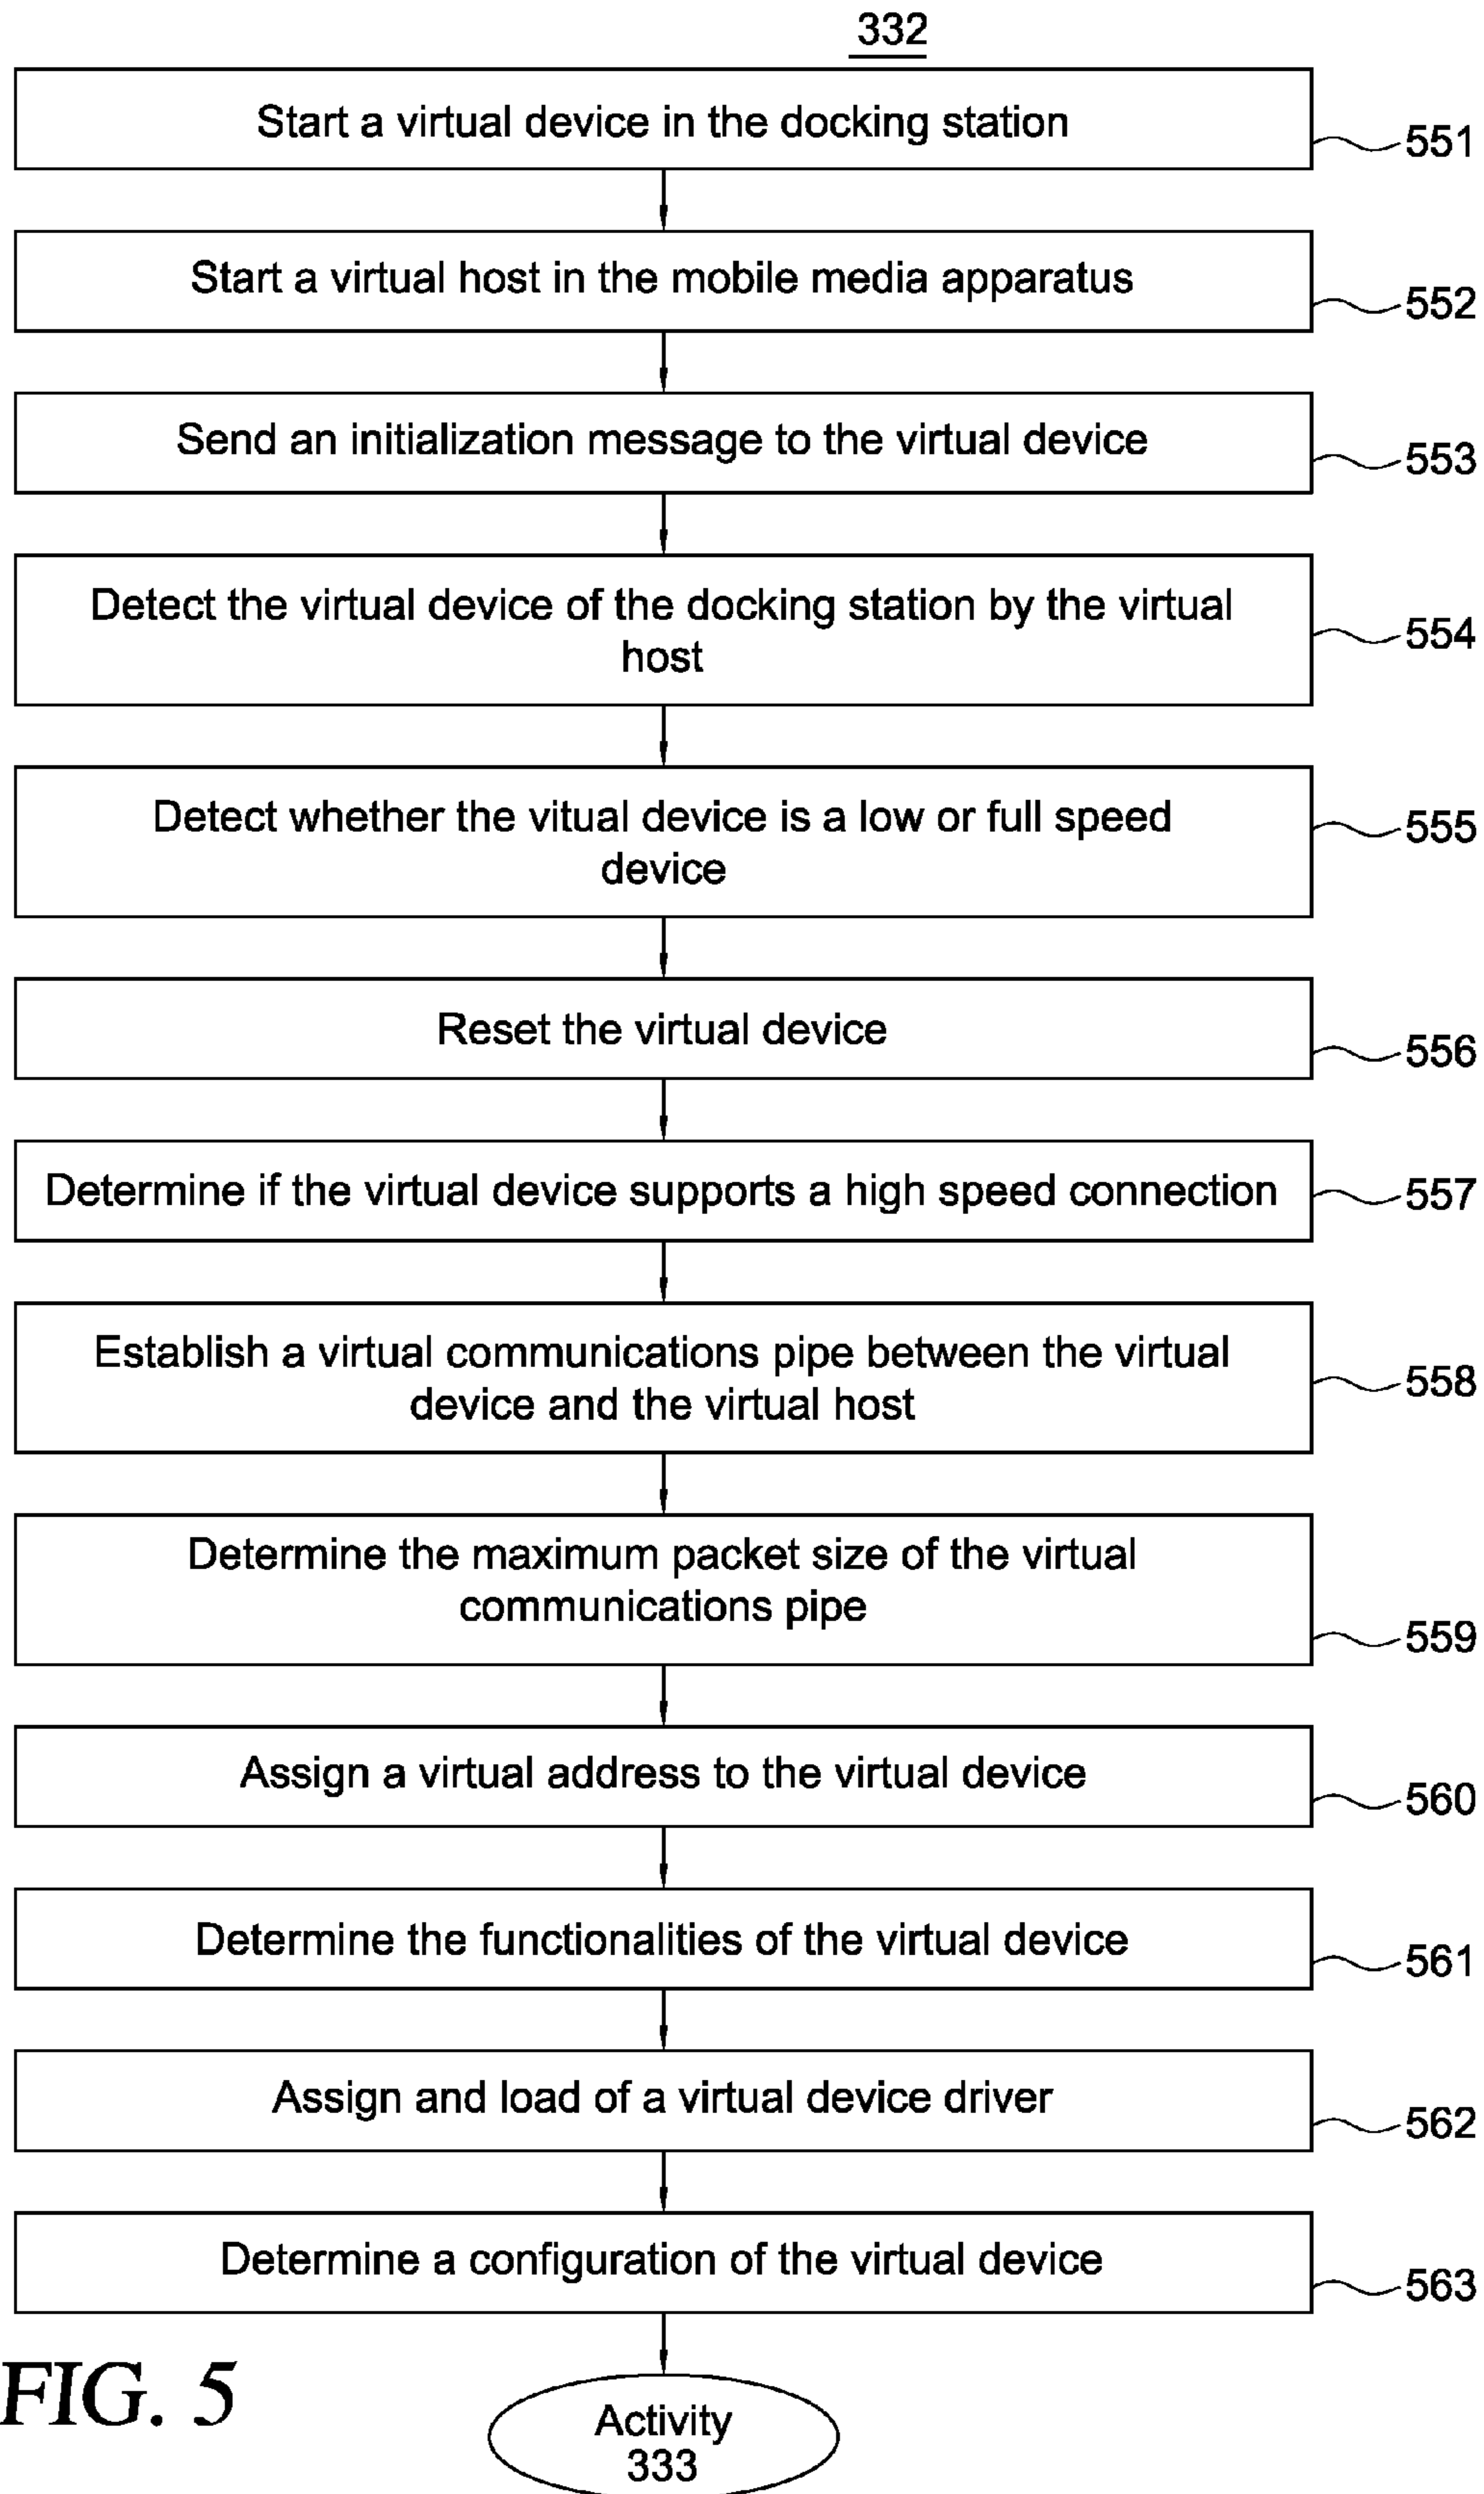 332
Start a virtual device in the docking station
551
Start a virtual host in the mobile media apparatus
552
Send an initialization message to the virtual device
553
Detect the virtual device of the docking station by the virtual
host
554
Detect whether the vitual device is a low or full speed
device
555
Reset the virtual device
556
Determine if the virtual device supports a high speed connection
557
Establish a virtual communications pipe between the virtual
device and the virtual host
558
Determine the maximum packet size of the virtual
communications pipe
559
Assign a virtual address to the virtual device
560
Determine the functionalities of the virtual device
561
Assign and load of a virtual device driver
562
Determine a configuration of the virtual device
563
FIG. 5
Activity
333